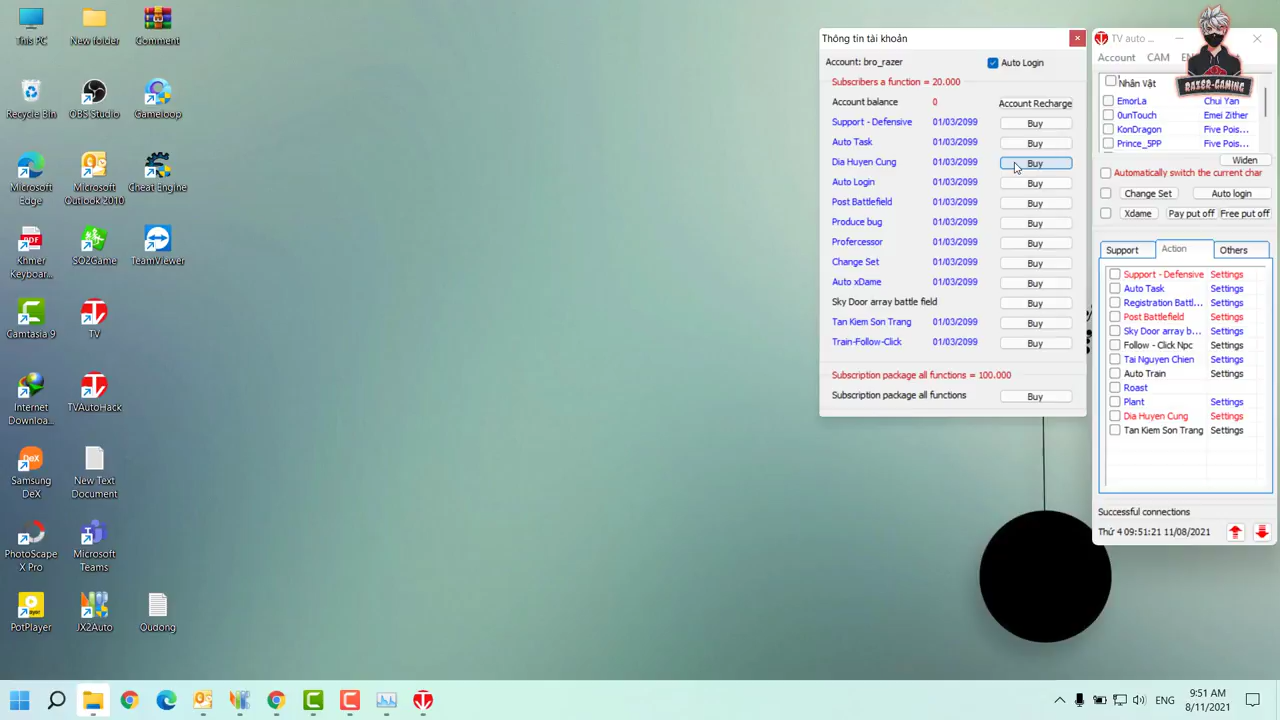 This PC
New folder
Comment
Recycle Bin
OBS Studio
Gameloop
Microsoft Edge
Microsoft Outlook 2010
Cheat Engine
Khmer Keyboar...
SO2Game
TeamViewer
Camtasia 9
TV
Internet Downloa...
TVAutoHack
Samsung DeX
New Text Document
PhotoScape X Pro
Microsoft Teams
PotPlayer
JX2Auto
Oudong
Thông tin tài khoản
Account: bro_razer
Auto Login
Subscribers a function = 20.000
Account balance 0 Account Recharge
Support - Defensive 01/03/2099 Buy
Auto Task 01/03/2099 Buy
Dia Huyen Cung 01/03/2099 Buy
Auto Login 01/03/2099 Buy
Post Battlefield 01/03/2099 Buy
Produce bug 01/03/2099 Buy
Profercessor 01/03/2099 Buy
Change Set 01/03/2099 Buy
Auto xDame 01/03/2099 Buy
Sky Door array battle field Buy
Tan Kiem Son Trang 01/03/2099 Buy
Train-Follow-Click 01/03/2099 Buy
Subscription package all functions = 100.000
Subscription package all functions Buy
TV auto ...
Account CAM EN
RAZER-GAMING
Nhân Vật
EmorLa Chui Yan
0unTouch Emei Zither
KonDragon Five Pois...
Prince_5PP Five Pois...
Widen
Automatically switch the current char
Change Set Auto login
Xdame Pay put off Free put off
Support Action Others
Support - Defensive Settings
Auto Task Settings
Registration Battl... Settings
Post Battlefield Settings
Sky Door array b... Settings
Follow - Click Npc Settings
Tai Nguyen Chien Settings
Auto Train Settings
Roast
Plant Settings
Dia Huyen Cung Settings
Tan Kiem Son Trang Settings
Successful connections
Thứ 4 09:51:21 11/08/2021
ENG
9:51 AM
8/11/2021